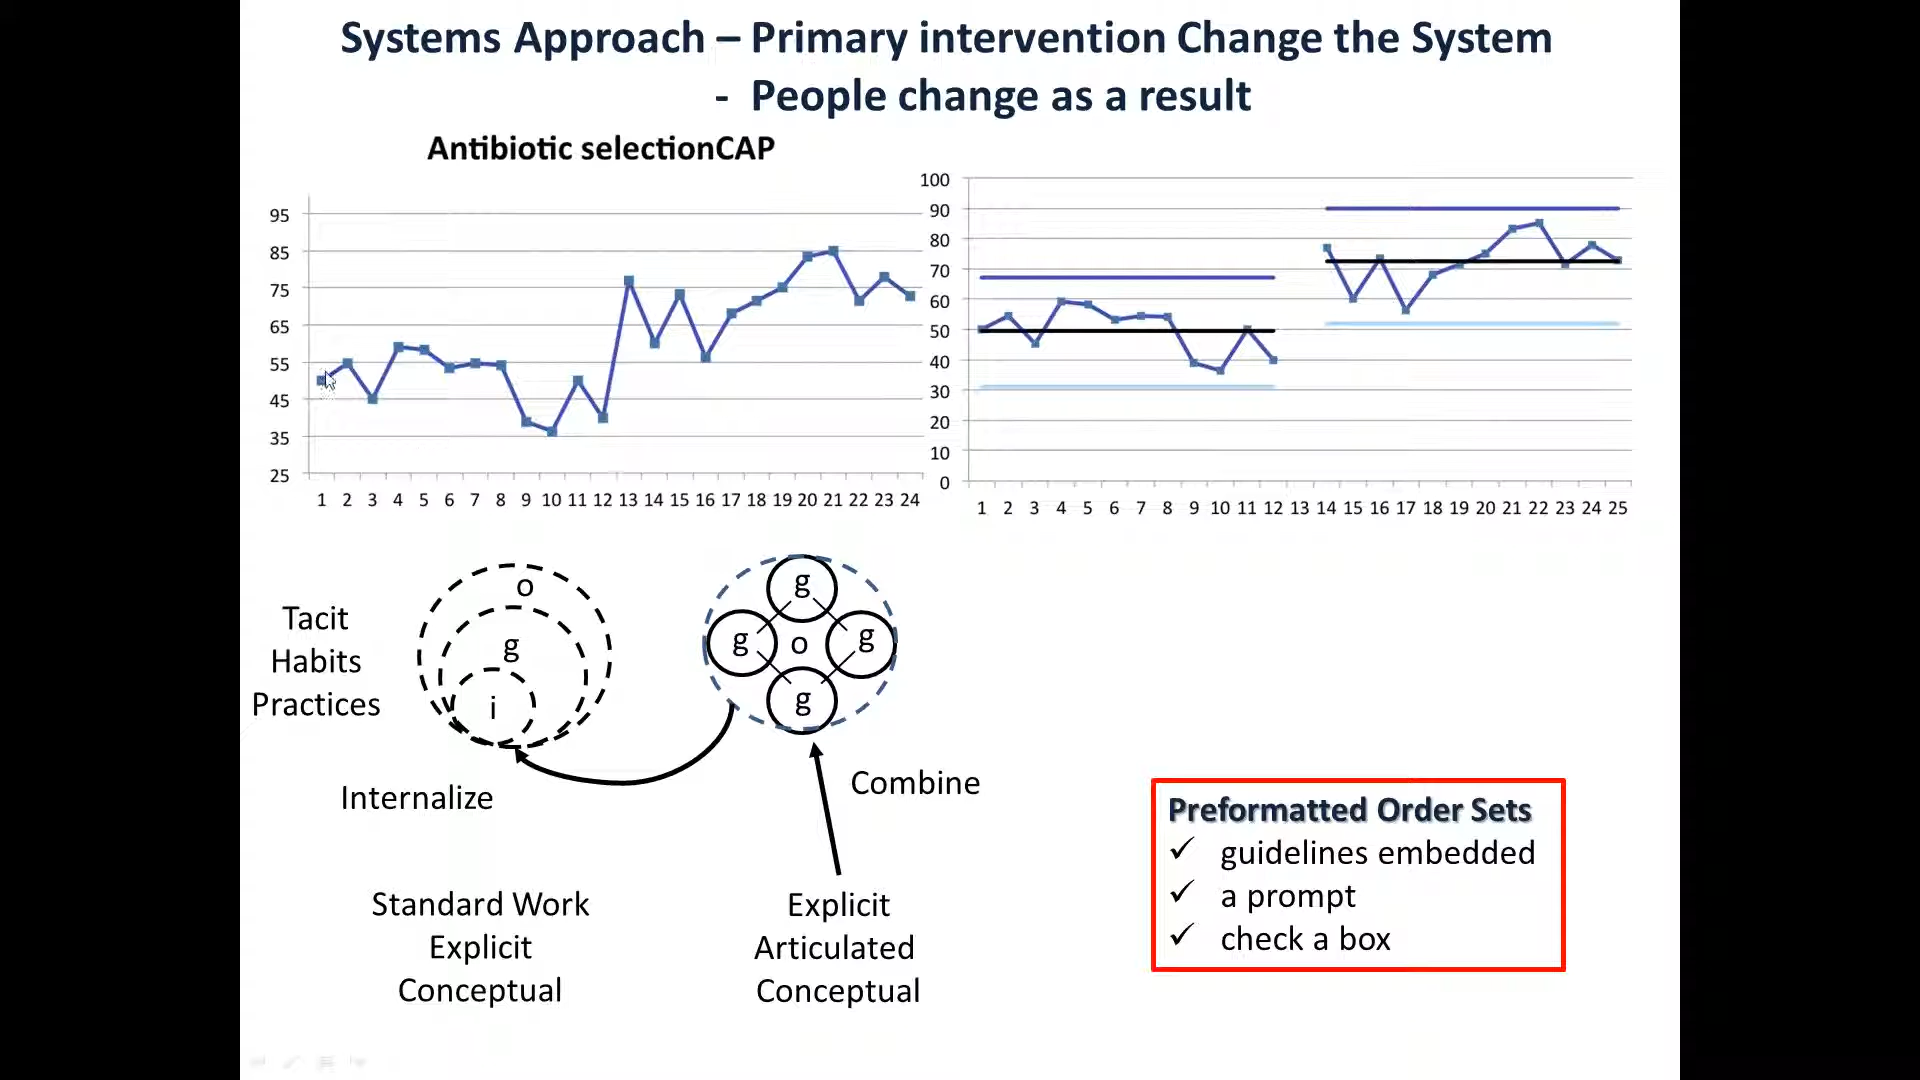 Systems Approach – Primary intervention Change the System
- People change as a result
Antibiotic selectionCAP
95
85
75
65
55
45
35
25
1 2 3 4 5 6 7 8 9 10 11 12 13 14 15 16 17 18 19 20 21 22 23 24
100
90
80
70
60
50
40
30
20
10
0
1 2 3 4 5 6 7 8 9 10 11 12 13 14 15 16 17 18 19 20 21 22 23 24 25
Tacit
Habits
Practices
o
g
i
g
g o g
g
Internalize
Combine
Standard Work
Explicit
Conceptual
Explicit
Articulated
Conceptual
Preformatted Order Sets
✓ guidelines embedded
✓ a prompt
✓ check a box